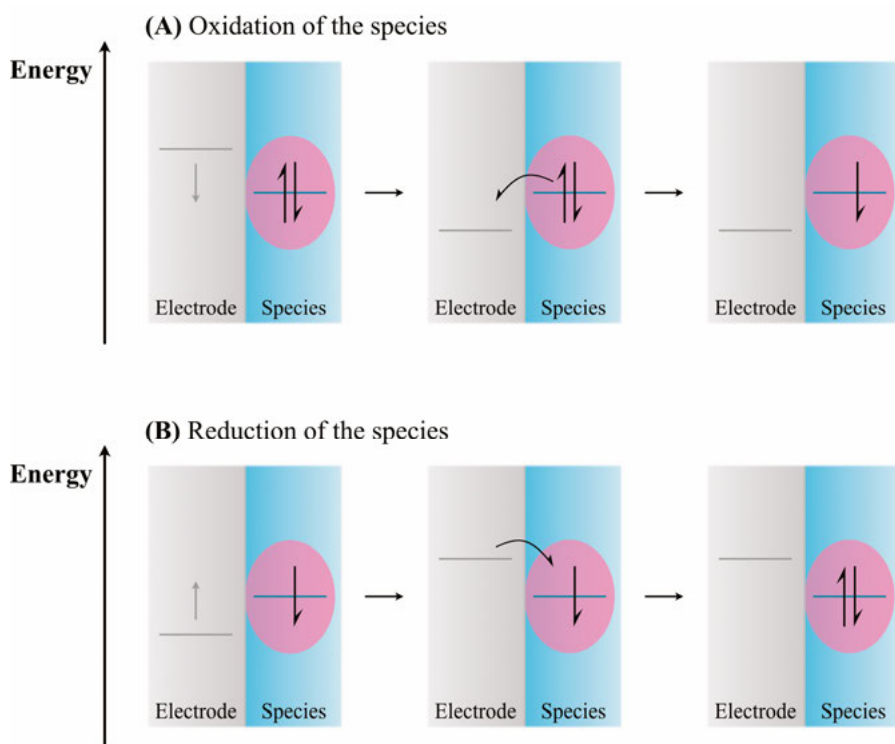 (A) Oxidation of the species
Energy
Electrode Species
Electrode Species
Electrode Species
(B) Reduction of the species
Energy
Electrode Species
Electrode Species
Electrode Species